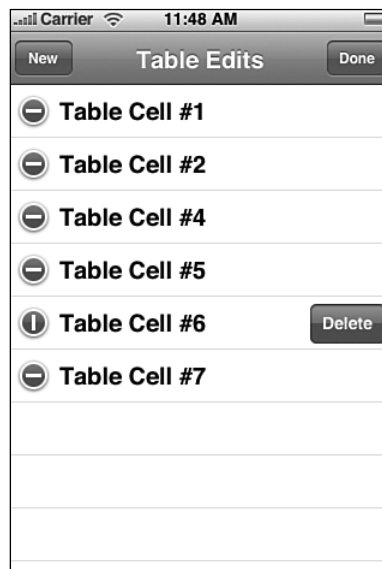 Carrier 11:48 AM
New Table Edits Done
Table Cell #1
Table Cell #2
Table Cell #4
Table Cell #5
Table Cell #6 Delete
Table Cell #7